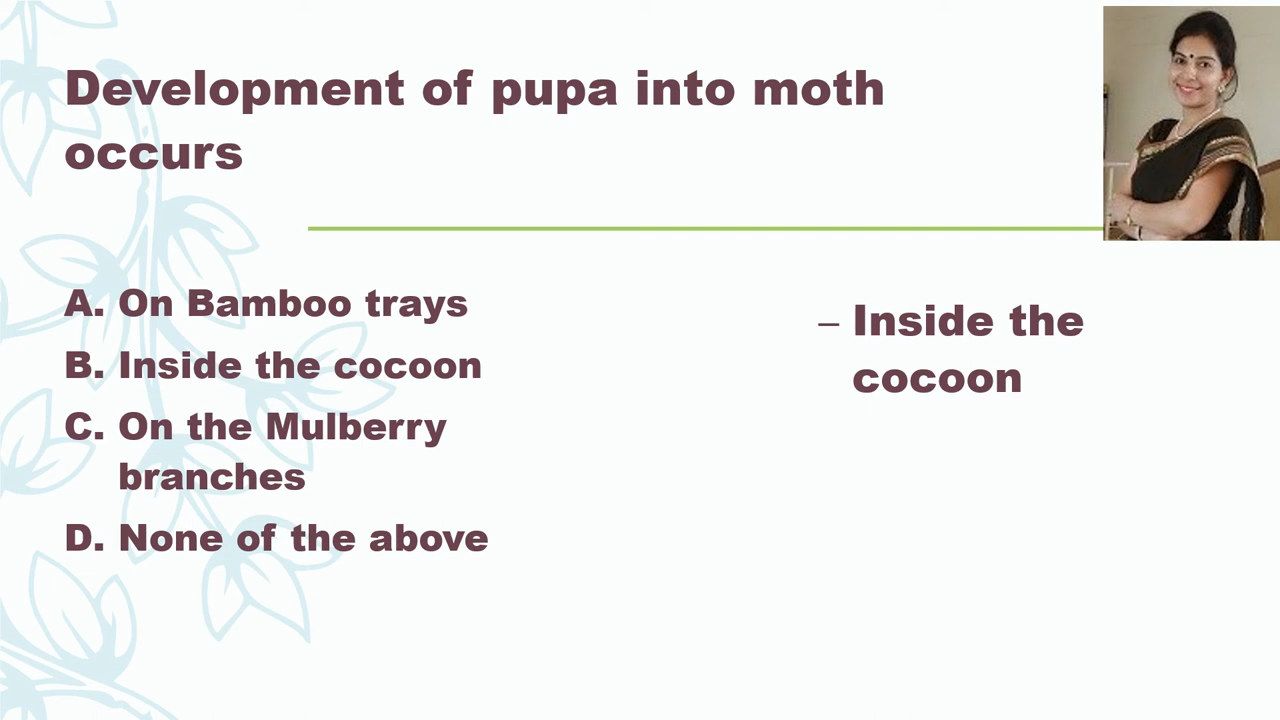 Development of pupa into moth
occurs
A. On Bamboo trays
B. Inside the cocoon
C. On the Mulberry
branches
D. None of the above
– Inside the
cocoon